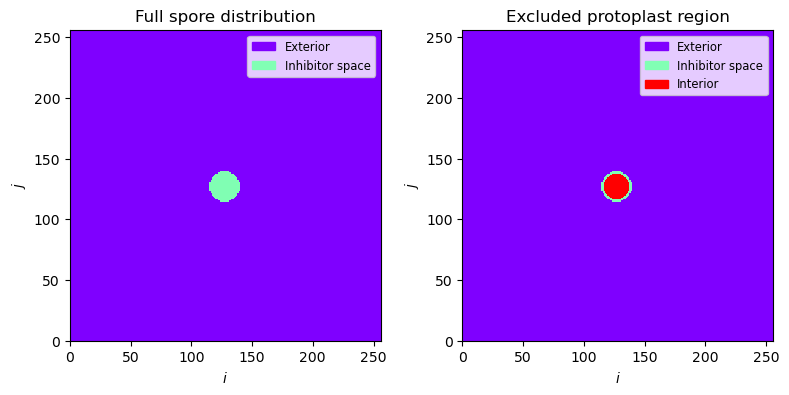 Full spore distribution
Exterior
Inhibitor space
250
200
150
100
50
0
j
0 50 100 150 200 250
i
Excluded protoplast region
Exterior
Inhibitor space
Interior
250
200
150
100
50
0
j
0 50 100 150 200 250
i